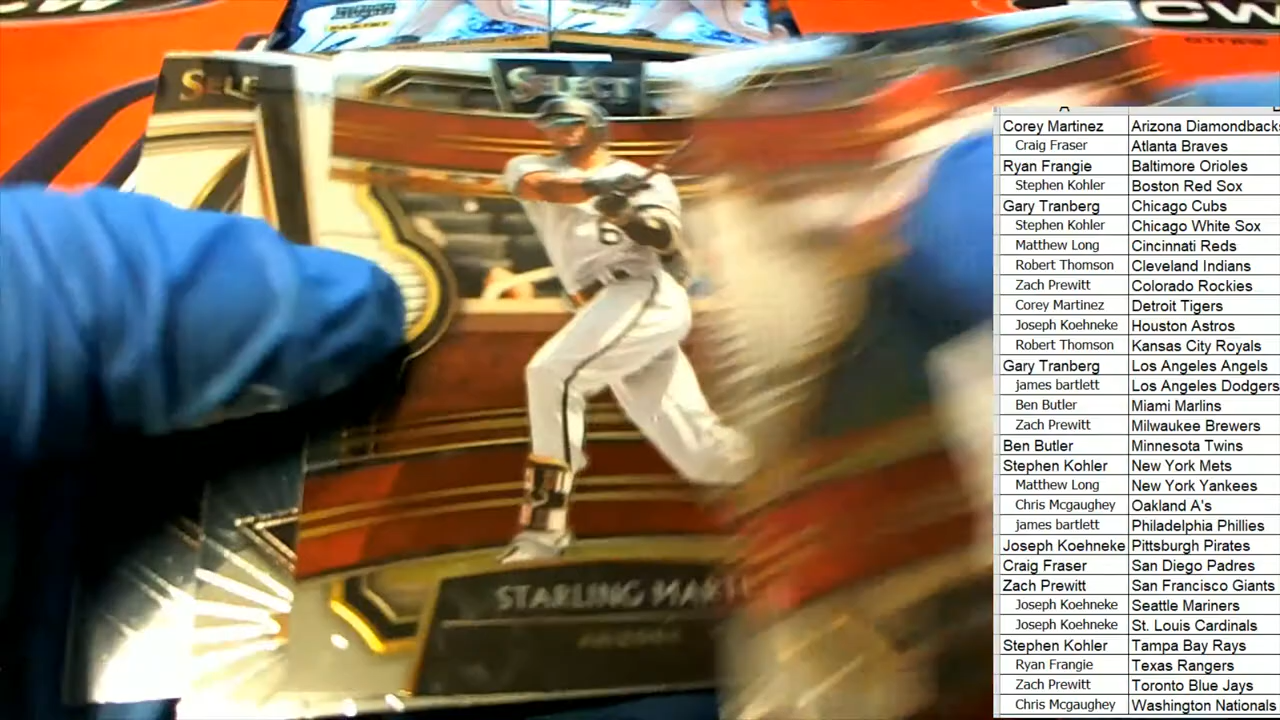 SELE
SELECT
CW
STARLING MAR
ARIZONA
Corey Martinez Arizona Diamondbacks
Craig Fraser Atlanta Braves
Ryan Frangie Baltimore Orioles
Stephen Kohler Boston Red Sox
Gary Tranberg Chicago Cubs
Stephen Kohler Chicago White Sox
Matthew Long Cincinnati Reds
Robert Thomson Cleveland Indians
Zach Prewitt Colorado Rockies
Corey Martinez Detroit Tigers
Joseph Koehneke Houston Astros
Robert Thomson Kansas City Royals
Gary Tranberg Los Angeles Angels
james bartlett Los Angeles Dodgers
Ben Butler Miami Marlins
Zach Prewitt Milwaukee Brewers
Ben Butler Minnesota Twins
Stephen Kohler New York Mets
Matthew Long New York Yankees
Chris Mcgaughey Oakland A's
james bartlett Philadelphia Phillies
Joseph Koehneke Pittsburgh Pirates
Craig Fraser San Diego Padres
Zach Prewitt San Francisco Giants
Joseph Koehneke Seattle Mariners
Joseph Koehneke St. Louis Cardinals
Stephen Kohler Tampa Bay Rays
Ryan Frangie Texas Rangers
Zach Prewitt Toronto Blue Jays
Chris Mcgaughey Washington Nationals